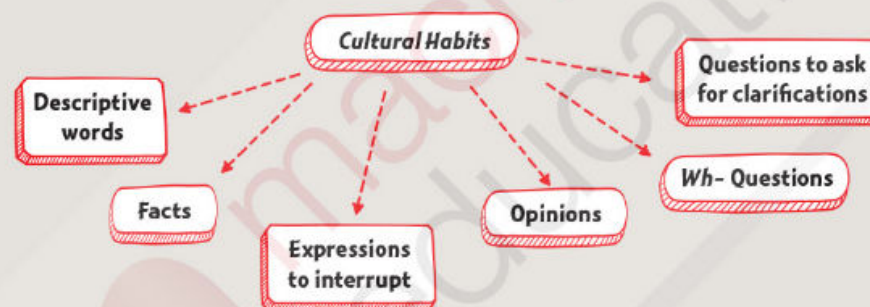 Cultural Habits
Descriptive
words
Facts
Expressions
to interrupt
Opinions
Wh- Questions
Questions to ask
for clarifications